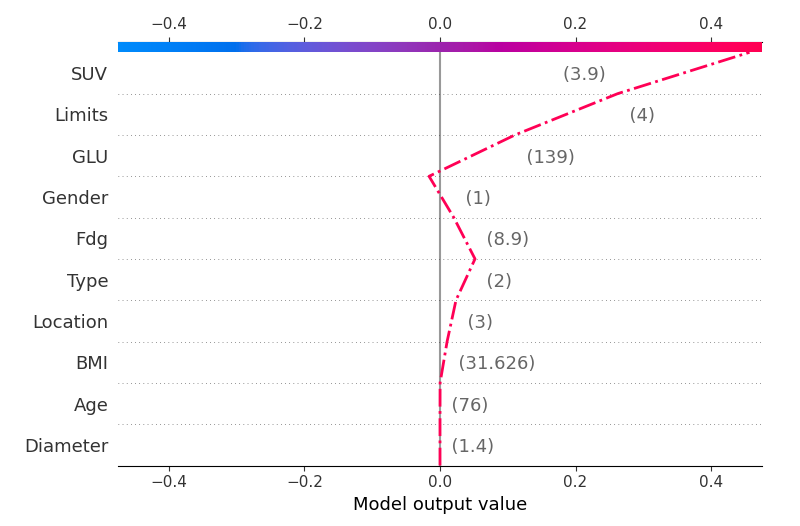 −0.4 −0.2 0.0 0.2 0.4
SUV (3.9)
Limits (4)
GLU (139)
Gender (1)
Fdg (8.9)
Type (2)
Location (3)
BMI (31.626)
Age (76)
Diameter (1.4)
−0.4 −0.2 0.0 0.2 0.4
Model output value